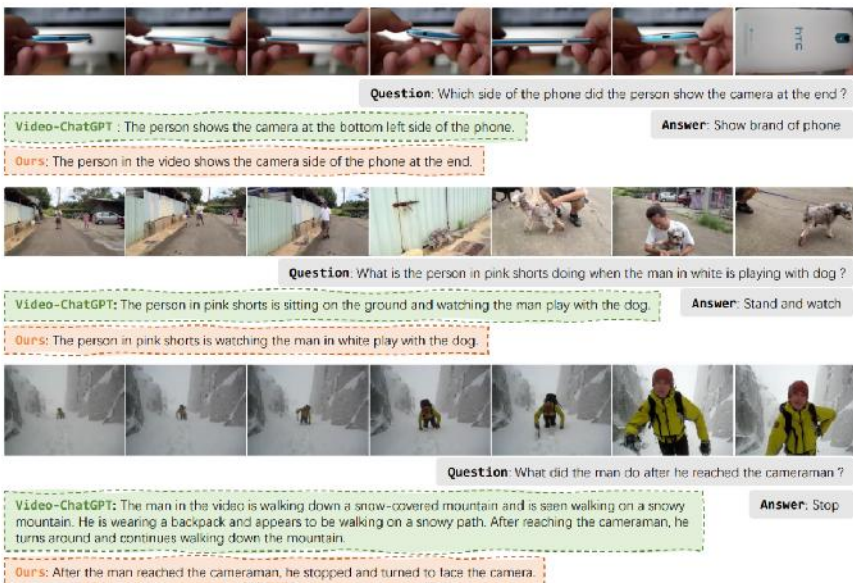 hTC
Question: Which side of the phone did the person show the camera at the end ?
Video-ChatGPT : The person shows the camera at the bottom left side of the phone.
Answer: Show brand of phone
Ours: The person in the video shows the camera side of the phone at the end.
Question: What is the person in pink shorts doing when the man in white is playing with dog ?
Video-ChatGPT: The person in pink shorts is sitting on the ground and watching the man play with the dog.
Answer: Stand and watch
Ours: The person in pink shorts is watching the man in white play with the dog.
Question: What did the man do after he reached the cameraman ?
Video-ChatGPT: The man in the video is walking down a snow-covered mountain and is seen walking on a snowy
mountain. He is wearing a backpack and appears to be walking on a snowy path. After reaching the cameraman, he
turns around and continues walking down the mountain.
Answer: Stop
Ours: After the man reached the cameraman, he stopped and turned to face the camera.